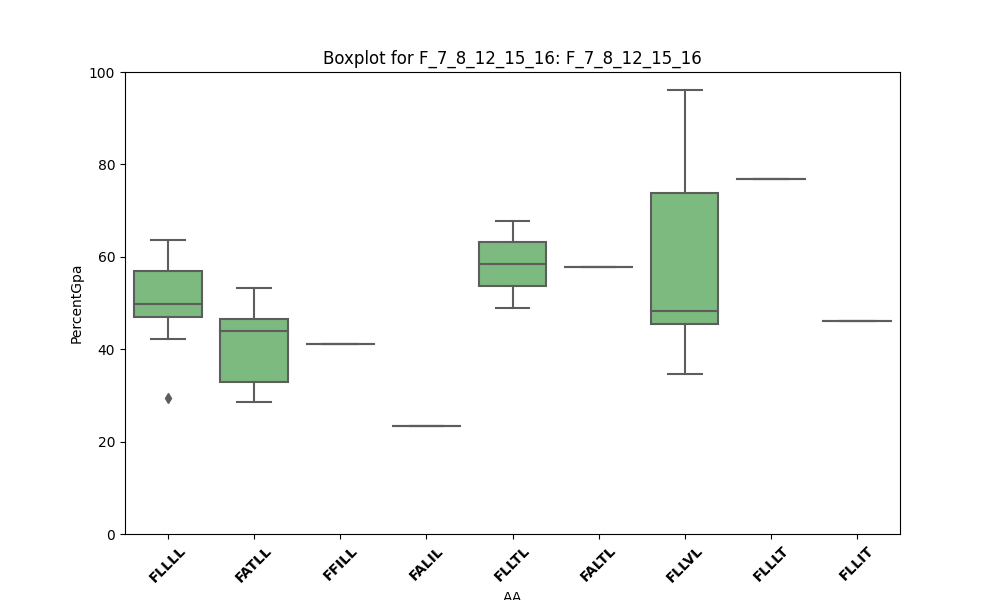 Boxplot for F_7_8_12_15_16: F_7_8_12_15_16
100
80
60
40
20
0
PercentGpa
FLLLL FATLL FFILL FALIL FLLTL FALTL FLLVL FLLLT FLLIT
AA